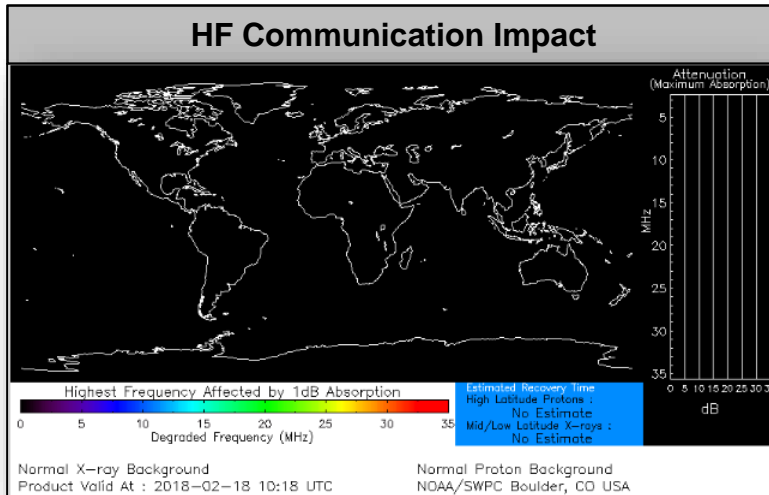 HF Communication Impact
Attenuation
(Maximum Absorption)
5
10
15
20
25
30
35
MHz
0 5 10 15 20 25 30
dB
Highest Frequency Affected by 1dB Absorption
0 5 10 15 20 25 30 35
Degraded Frequency (MHz)
Estimated Recovery Time
High Latitude Protons :
No Estimate
Mid/Low Latitude X-rays :
No Estimate
Normal X-ray Background
Normal Proton Background
Product Valid At : 2018-02-18 10:18 UTC
NOAA/SWPC Boulder, CO USA